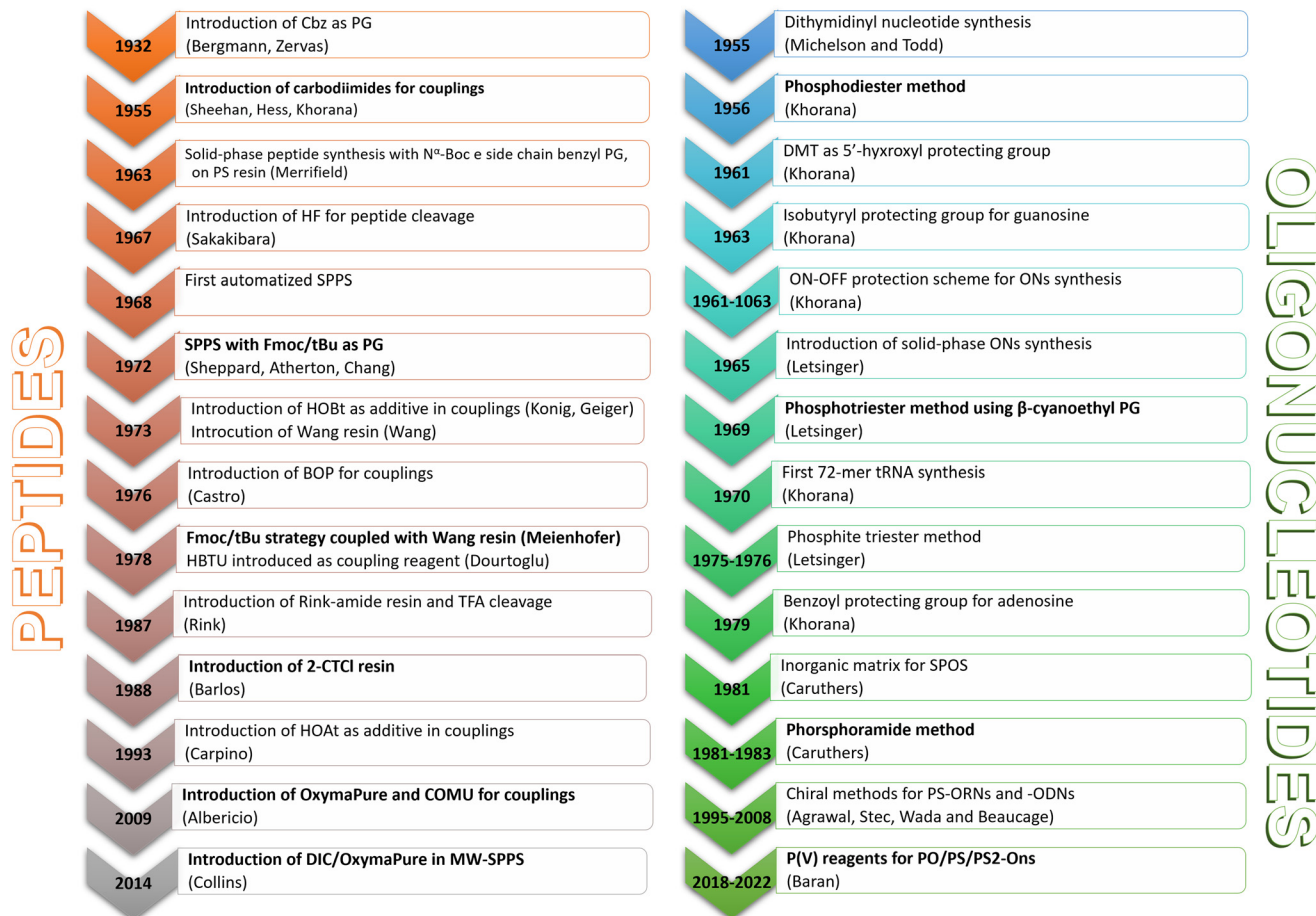 PEPTIDES
1932
Introduction of Cbz as PG
(Bergmann, Zervas)
1955
Introduction of carbodiimides for couplings
(Sheehan, Hess, Khorana)
1963
Solid-phase peptide synthesis with Nᵅ-Boc e side chain benzyl PG,
on PS resin (Merrifield)
1967
Introduction of HF for peptide cleavage
(Sakakibara)
1968
First automatized SPPS
1972
SPPS with Fmoc/tBu as PG
(Sheppard, Atherton, Chang)
1973
Introduction of HOBt as additive in couplings (Konig, Geiger)
Introcution of Wang resin (Wang)
1976
Introduction of BOP for couplings
(Castro)
1978
Fmoc/tBu strategy coupled with Wang resin (Meienhofer)
HBTU introduced as coupling reagent (Dourtoglu)
1987
Introduction of Rink-amide resin and TFA cleavage
(Rink)
1988
Introduction of 2-CTCl resin
(Barlos)
1993
Introduction of HOAt as additive in couplings
(Carpino)
2009
Introduction of OxymaPure and COMU for couplings
(Albericio)
2014
Introduction of DIC/OxymaPure in MW-SPPS
(Collins)
1955
Dithymidinyl nucleotide synthesis
(Michelson and Todd)
1956
Phosphodiester method
(Khorana)
1961
DMT as 5’-hyxroxyl protecting group
(Khorana)
1963
Isobutyryl protecting group for guanosine
(Khorana)
1961-1063
ON-OFF protection scheme for ONs synthesis
(Khorana)
1965
Introduction of solid-phase ONs synthesis
(Letsinger)
1969
Phosphotriester method using β-cyanoethyl PG
(Letsinger)
1970
First 72-mer tRNA synthesis
(Khorana)
1975-1976
Phosphite triester method
(Letsinger)
1979
Benzoyl protecting group for adenosine
(Khorana)
1981
Inorganic matrix for SPOS
(Caruthers)
1981-1983
Phorsphoramide method
(Caruthers)
1995-2008
Chiral methods for PS-ORNs and -ODNs
(Agrawal, Stec, Wada and Beaucage)
2018-2022
P(V) reagents for PO/PS/PS2-Ons
(Baran)
OLIGONUCLEOTIDES